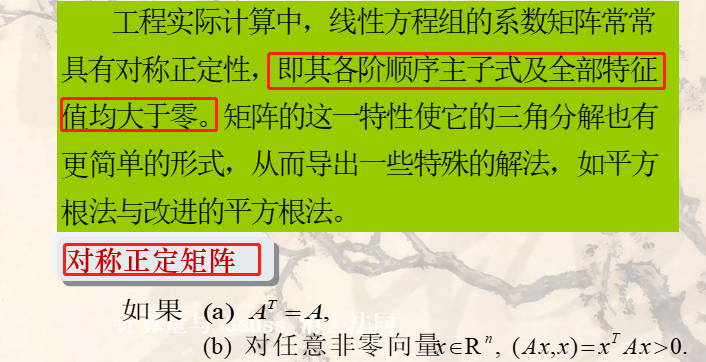 工程实际计算中，线性方程组的系数矩阵常常
具有对称正定性，即其各阶顺序主子式及全部特征
值均大于零。矩阵的这一特性使它的三角分解也有
更简单的形式，从而导出一些特殊的解法，如平方
根法与改进的平方根法。
对称正定矩阵
如果 (a) Aᵀ=A,
计算量与 Gauss 消去法同
(b) 对任意非零向量x∈Rⁿ, (Ax,x)=xᵀAx>0.